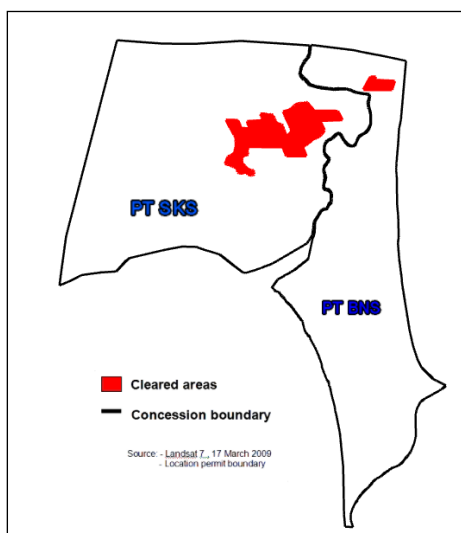 PT SKS
PT BNS
Cleared areas
Concession boundary
Source: - Landsat 7 , 17 March 2009
- Location permit boundary